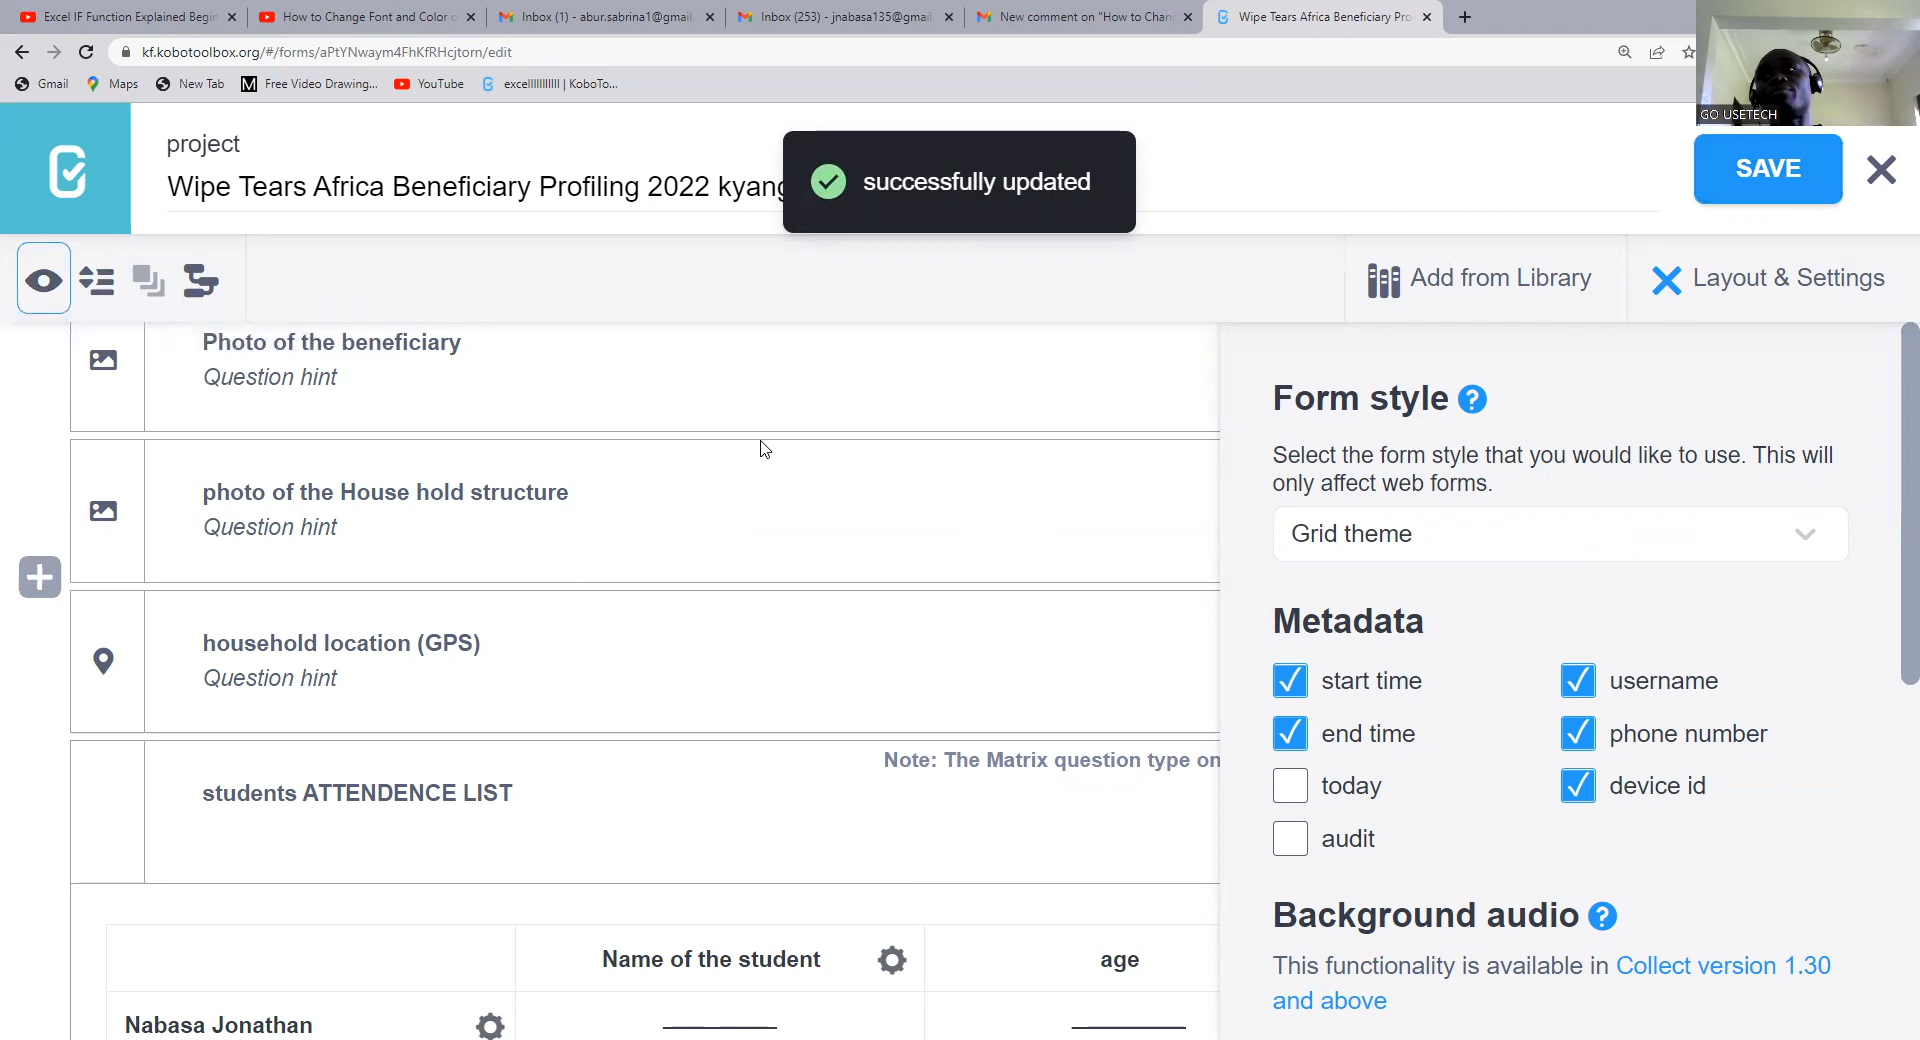 Excel IF Function Explained Begin
How to Change Font and Color o
Inbox (1) - abur.sabrina1@gmail
Inbox (253) - jnabasa135@gmail
New comment on "How to Chan
Wipe Tears Africa Beneficiary Pro
kf.kobotoolbox.org/#/forms/aPtYNwaym4FhKfRHcjtorn/edit
Gmail
Maps
New Tab
Free Video Drawing...
YouTube
excelllllllllll | KoboTo...
GO USETECH
project
Wipe Tears Africa Beneficiary Profiling 2022 kyang
successfully updated
SAVE
Add from Library
Layout & Settings
Photo of the beneficiary
Question hint
photo of the House hold structure
Question hint
household location (GPS)
Question hint
Note: The Matrix question type on
students ATTENDENCE LIST
Name of the student
age
Nabasa Jonathan
Form style
Select the form style that you would like to use. This will
only affect web forms.
Grid theme
Metadata
start time
username
end time
phone number
today
device id
audit
Background audio
This functionality is available in Collect version 1.30
and above